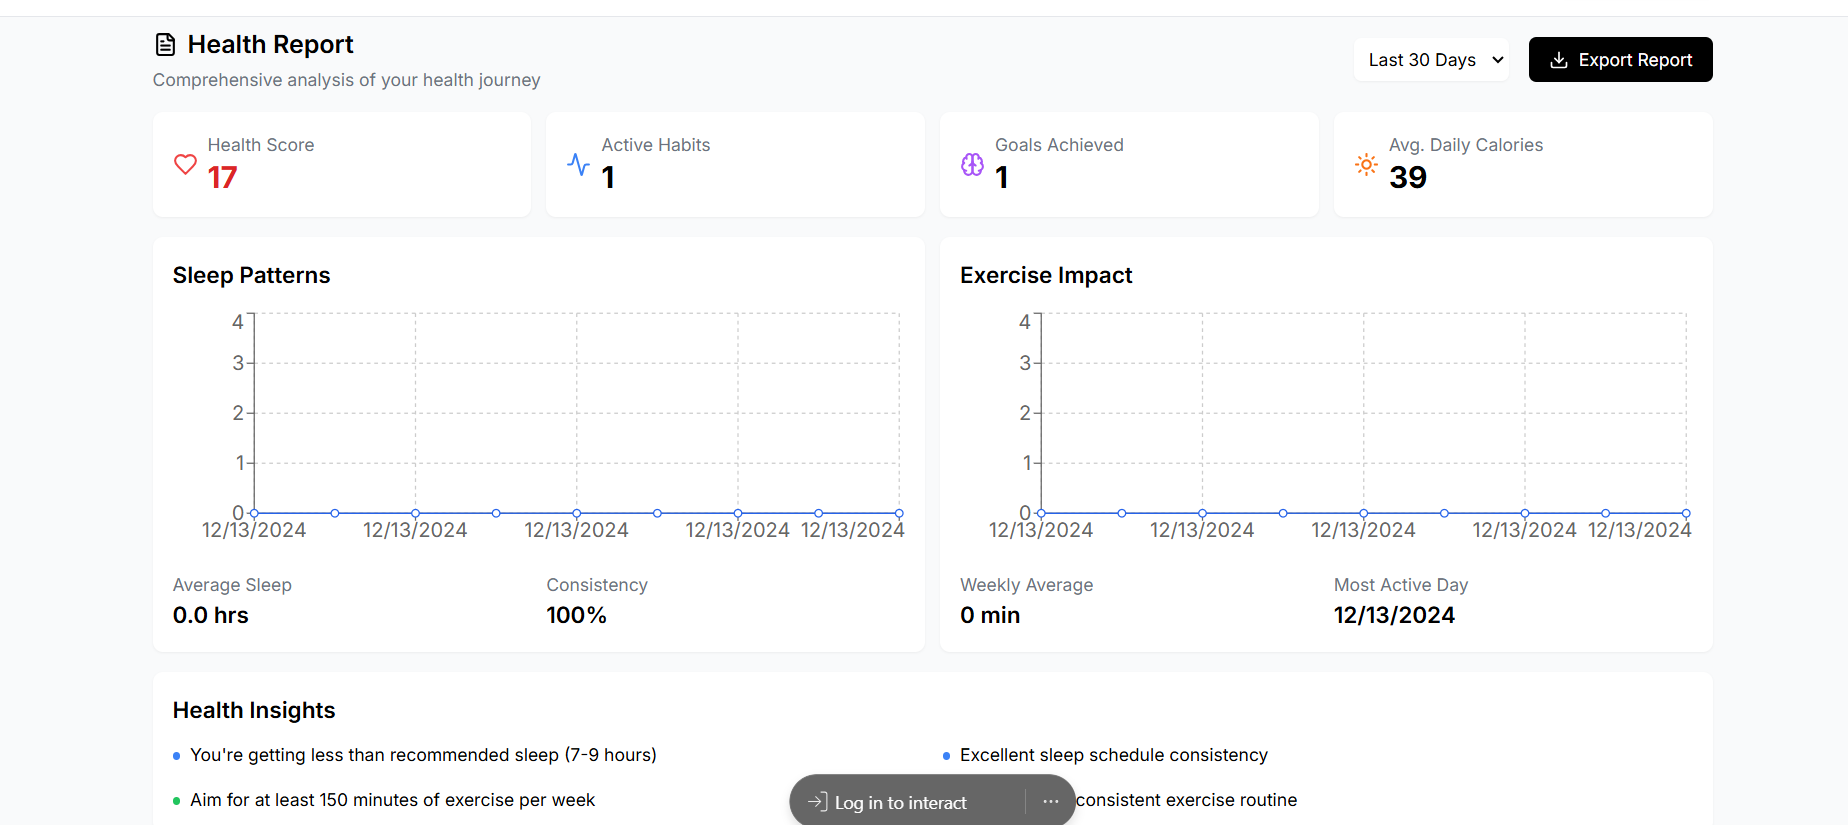 Health Report
Comprehensive analysis of your health journey
Last 30 Days
Export Report
Health Score
17
Active Habits
1
Goals Achieved
1
Avg. Daily Calories
39
Sleep Patterns
4
3
2
1
0
12/13/2024 12/13/2024 12/13/2024 12/13/2024 12/13/2024
Average Sleep
0.0 hrs
Consistency
100%
Exercise Impact
4
3
2
1
0
12/13/2024 12/13/2024 12/13/2024 12/13/2024 12/13/2024
Weekly Average
0 min
Most Active Day
12/13/2024
Health Insights
You're getting less than recommended sleep (7-9 hours)
Excellent sleep schedule consistency
Aim for at least 150 minutes of exercise per week
consistent exercise routine
Log in to interact